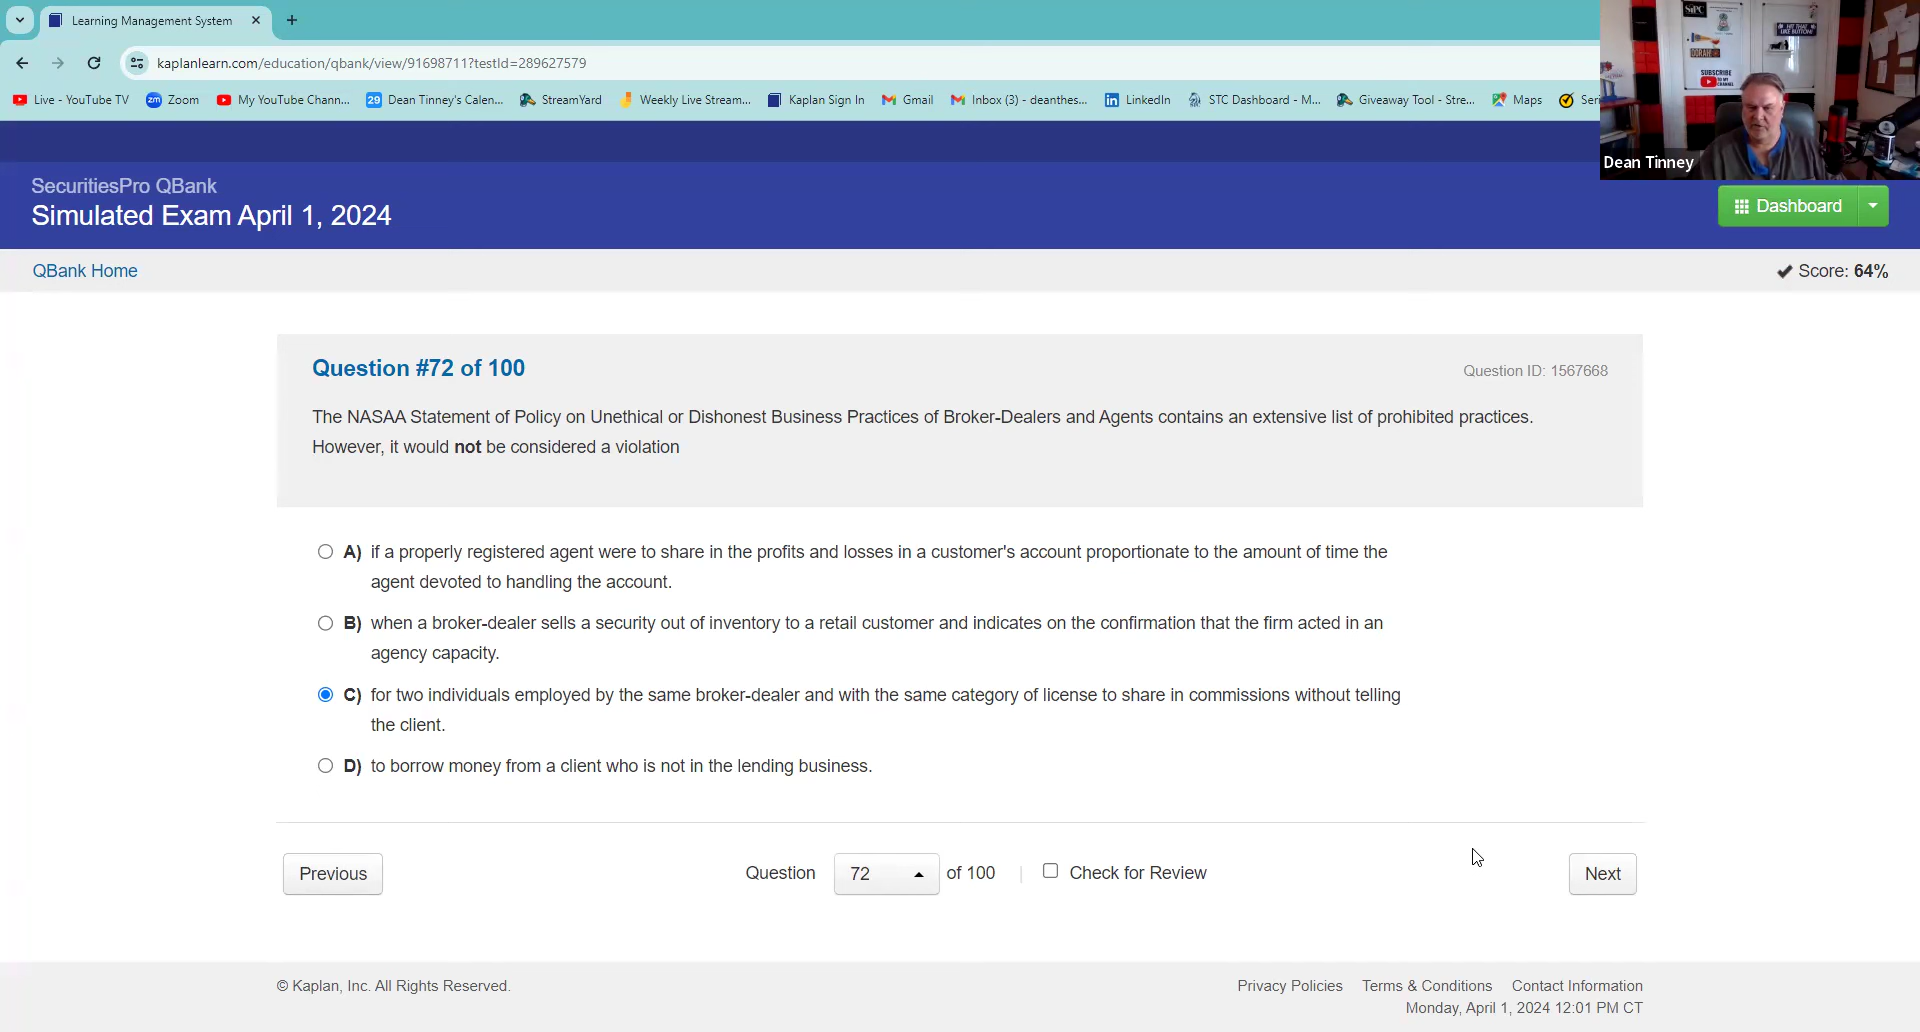 Learning Management System
kaplanlearn.com/education/qbank/view/91698711?testId=289627579
Live - YouTube TV
zm Zoom
My YouTube Chann...
29 Dean Tinney's Calen...
StreamYard
Weekly Live Stream...
Kaplan Sign In
Gmail
Inbox (3) - deanthes...
LinkedIn
STC Dashboard - M...
Giveaway Tool - Stre...
Maps
Seri
SIPC
HIT THAT
LIKE BUTTON!
SUBSCRIBE
Dean Tinney
SecuritiesPro QBank
Simulated Exam April 1, 2024
Dashboard
QBank Home
Score: 64%
Question #72 of 100
Question ID: 1567668
The NASAA Statement of Policy on Unethical or Dishonest Business Practices of Broker-Dealers and Agents contains an extensive list of prohibited practices.
However, it would not be considered a violation
A) if a properly registered agent were to share in the profits and losses in a customer's account proportionate to the amount of time the
agent devoted to handling the account.
B) when a broker-dealer sells a security out of inventory to a retail customer and indicates on the confirmation that the firm acted in an
agency capacity.
C) for two individuals employed by the same broker-dealer and with the same category of license to share in commissions without telling
the client.
D) to borrow money from a client who is not in the lending business.
Previous
Question 72 of 100 | Check for Review
Next
© Kaplan, Inc. All Rights Reserved.
Privacy Policies Terms & Conditions Contact Information
Monday, April 1, 2024 12:01 PM CT